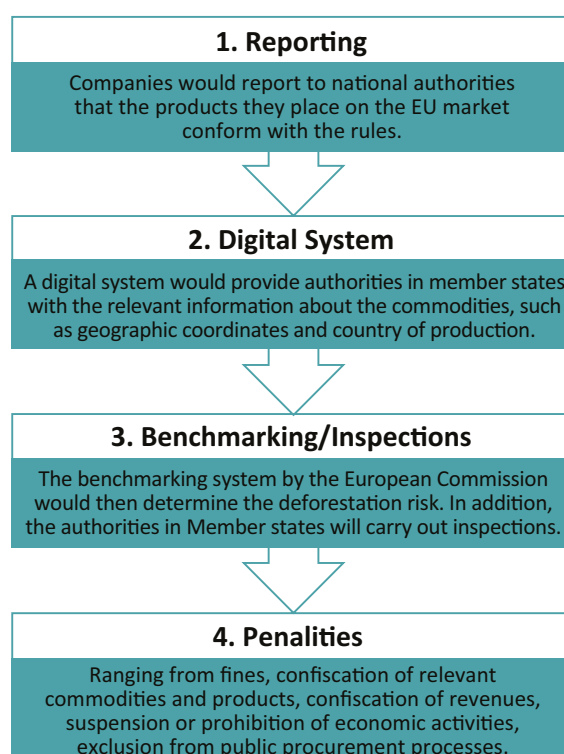 1. Reporting
Companies would report to national authorities
that the products they place on the EU market
conform with the rules.
2. Digital System
A digital system would provide authorities in member states
with the relevant information about the commodities, such
as geographic coordinates and country of production.
3. Benchmarking/Inspections
The benchmarking system by the European Commission
would then determine the deforestation risk. In addition,
the authorities in Member states will carry out inspections.
4. Penalities
Ranging from fines, confiscation of relevant
commodities and products, confiscation of revenues,
suspension or prohibition of economic activities,
exclusion from public procurement processes.